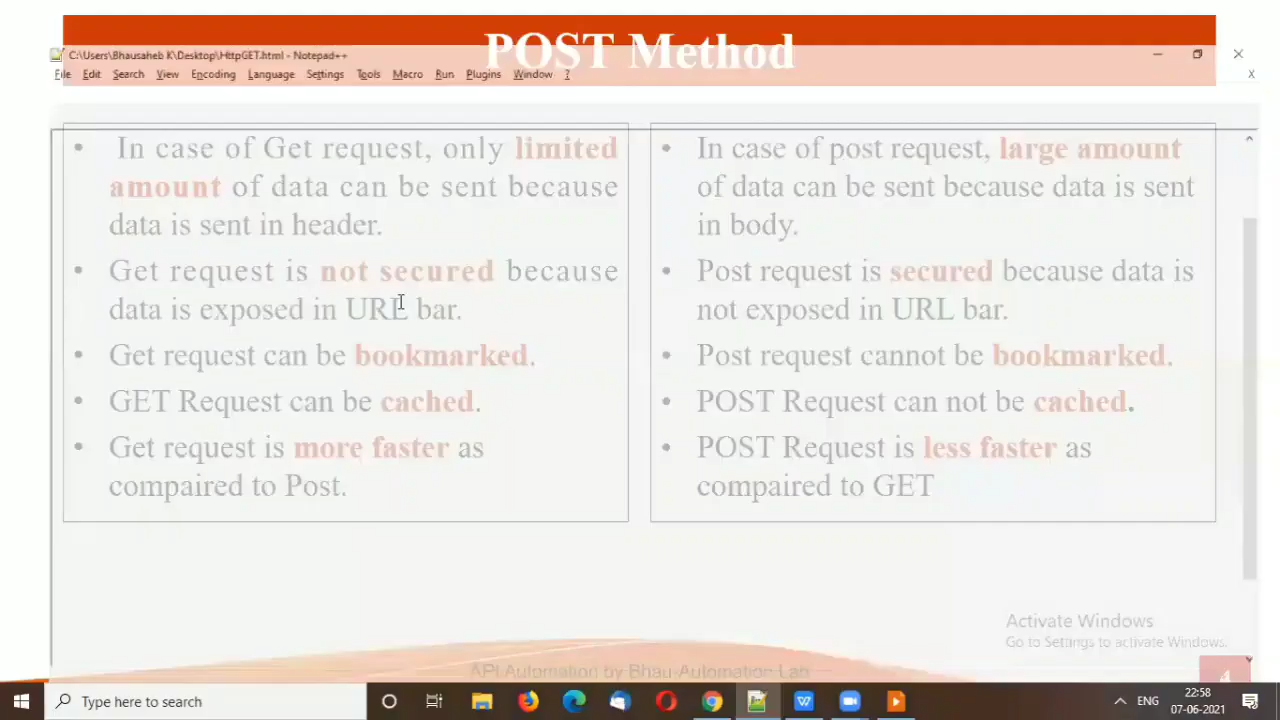 POST Method
C:\Users\Bhausaheb K\Desktop\HttpGET.html - Notepad++
File Edit Search View Encoding Language Settings Tools Macro Run Plugins Window ? X
• In case of Get request, only limited
amount of data can be sent because
data is sent in header.
• Get request is not secured because
data is exposed in URL bar.
• Get request can be bookmarked.
• GET Request can be cached.
• Get request is more faster as
compaired to Post.
• In case of post request, large amount
of data can be sent because data is sent
in body.
• Post request is secured because data is
not exposed in URL bar.
• Post request cannot be bookmarked.
• POST Request can not be cached.
• POST Request is less faster as
compaired to GET
Activate Windows
Go to Settings to activate Windows.
API Automation by Bhau Automation Lab
4
Type here to search
ENG
22:58
07-06-2021